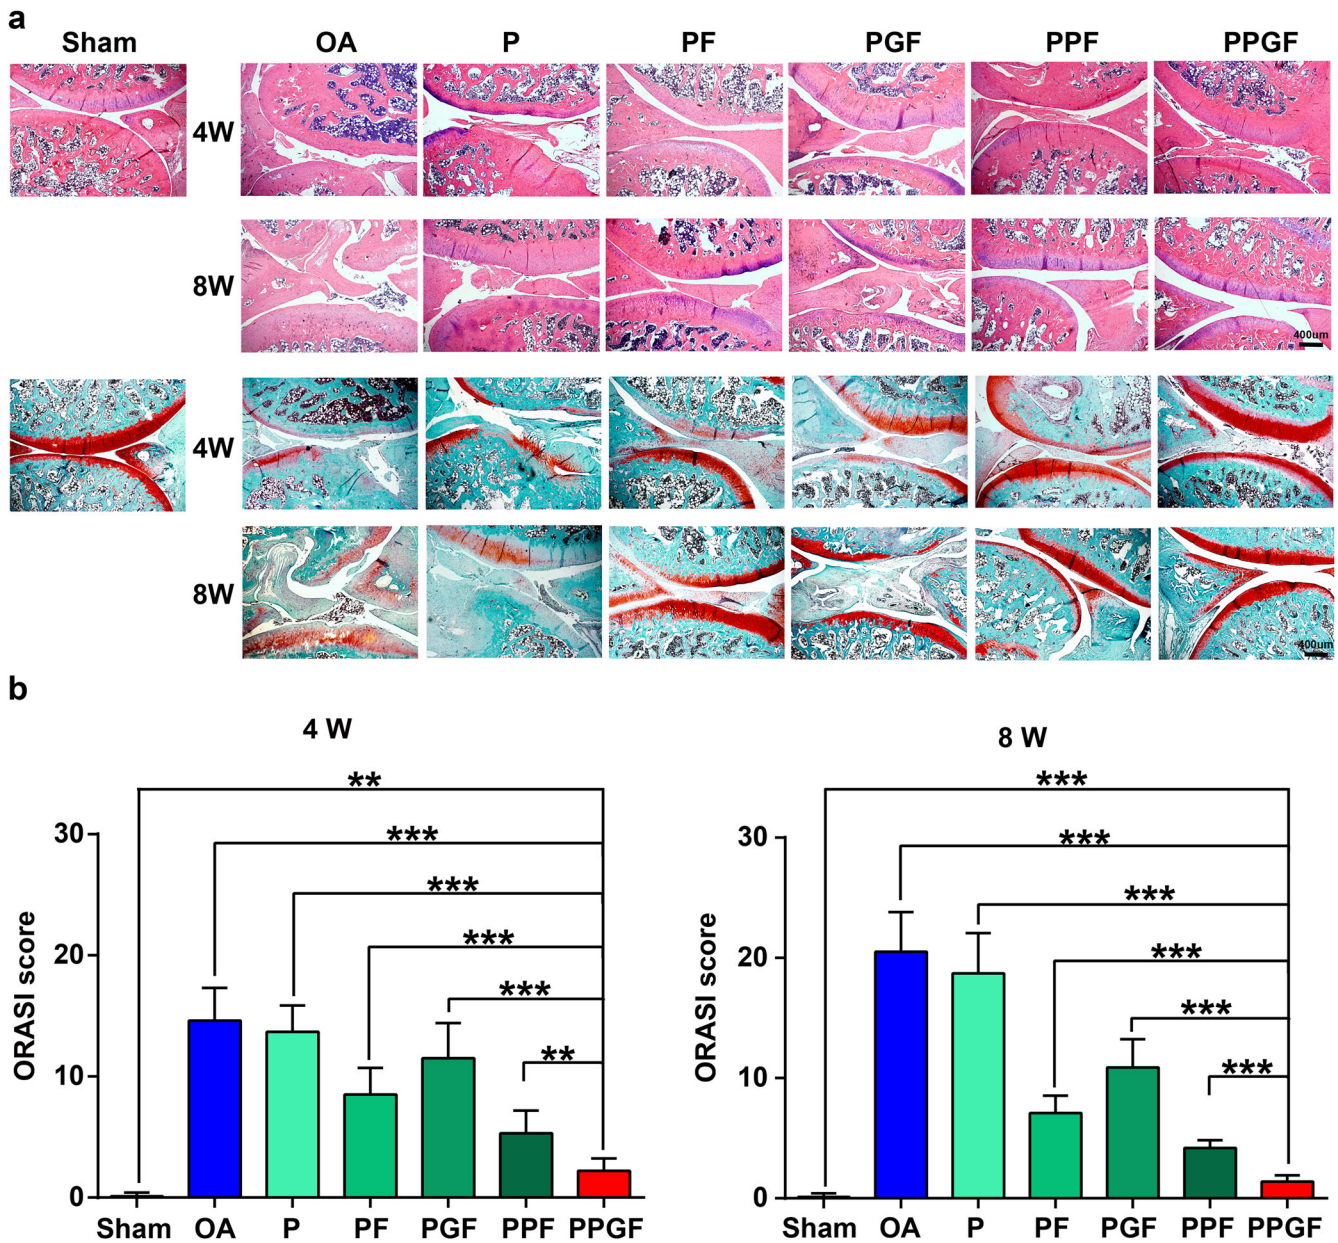 a
Sham OA P PF PGF PPF PPGF
4W
8W
400um
4W
8W
400um
b
4 W
**
***
***
***
***
**
ORASI score
30
20
10
0
Sham OA P PF PGF PPF PPGF
8 W
***
***
***
***
***
***
ORASI score
30
20
10
0
Sham OA P PF PGF PPF PPGF